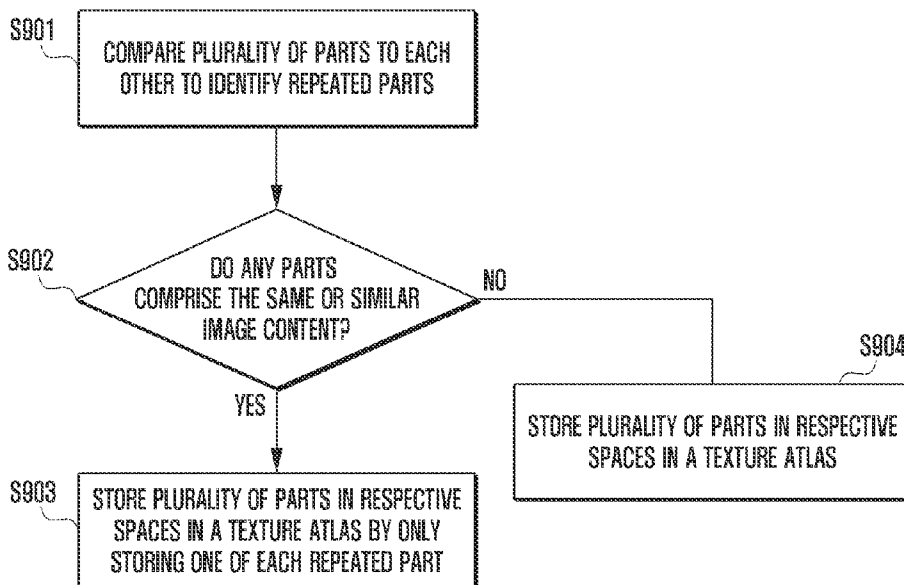 S901
COMPARE PLURALITY OF PARTS TO EACH
OTHER TO IDENTIFY REPEATED PARTS
S902
DO ANY PARTS
COMPRISE THE SAME OR SIMILAR
IMAGE CONTENT?
NO
YES
S904
STORE PLURALITY OF PARTS IN RESPECTIVE
SPACES IN A TEXTURE ATLAS
S903
STORE PLURALITY OF PARTS IN RESPECTIVE
SPACES IN A TEXTURE ATLAS BY ONLY
STORING ONE OF EACH REPEATED PART